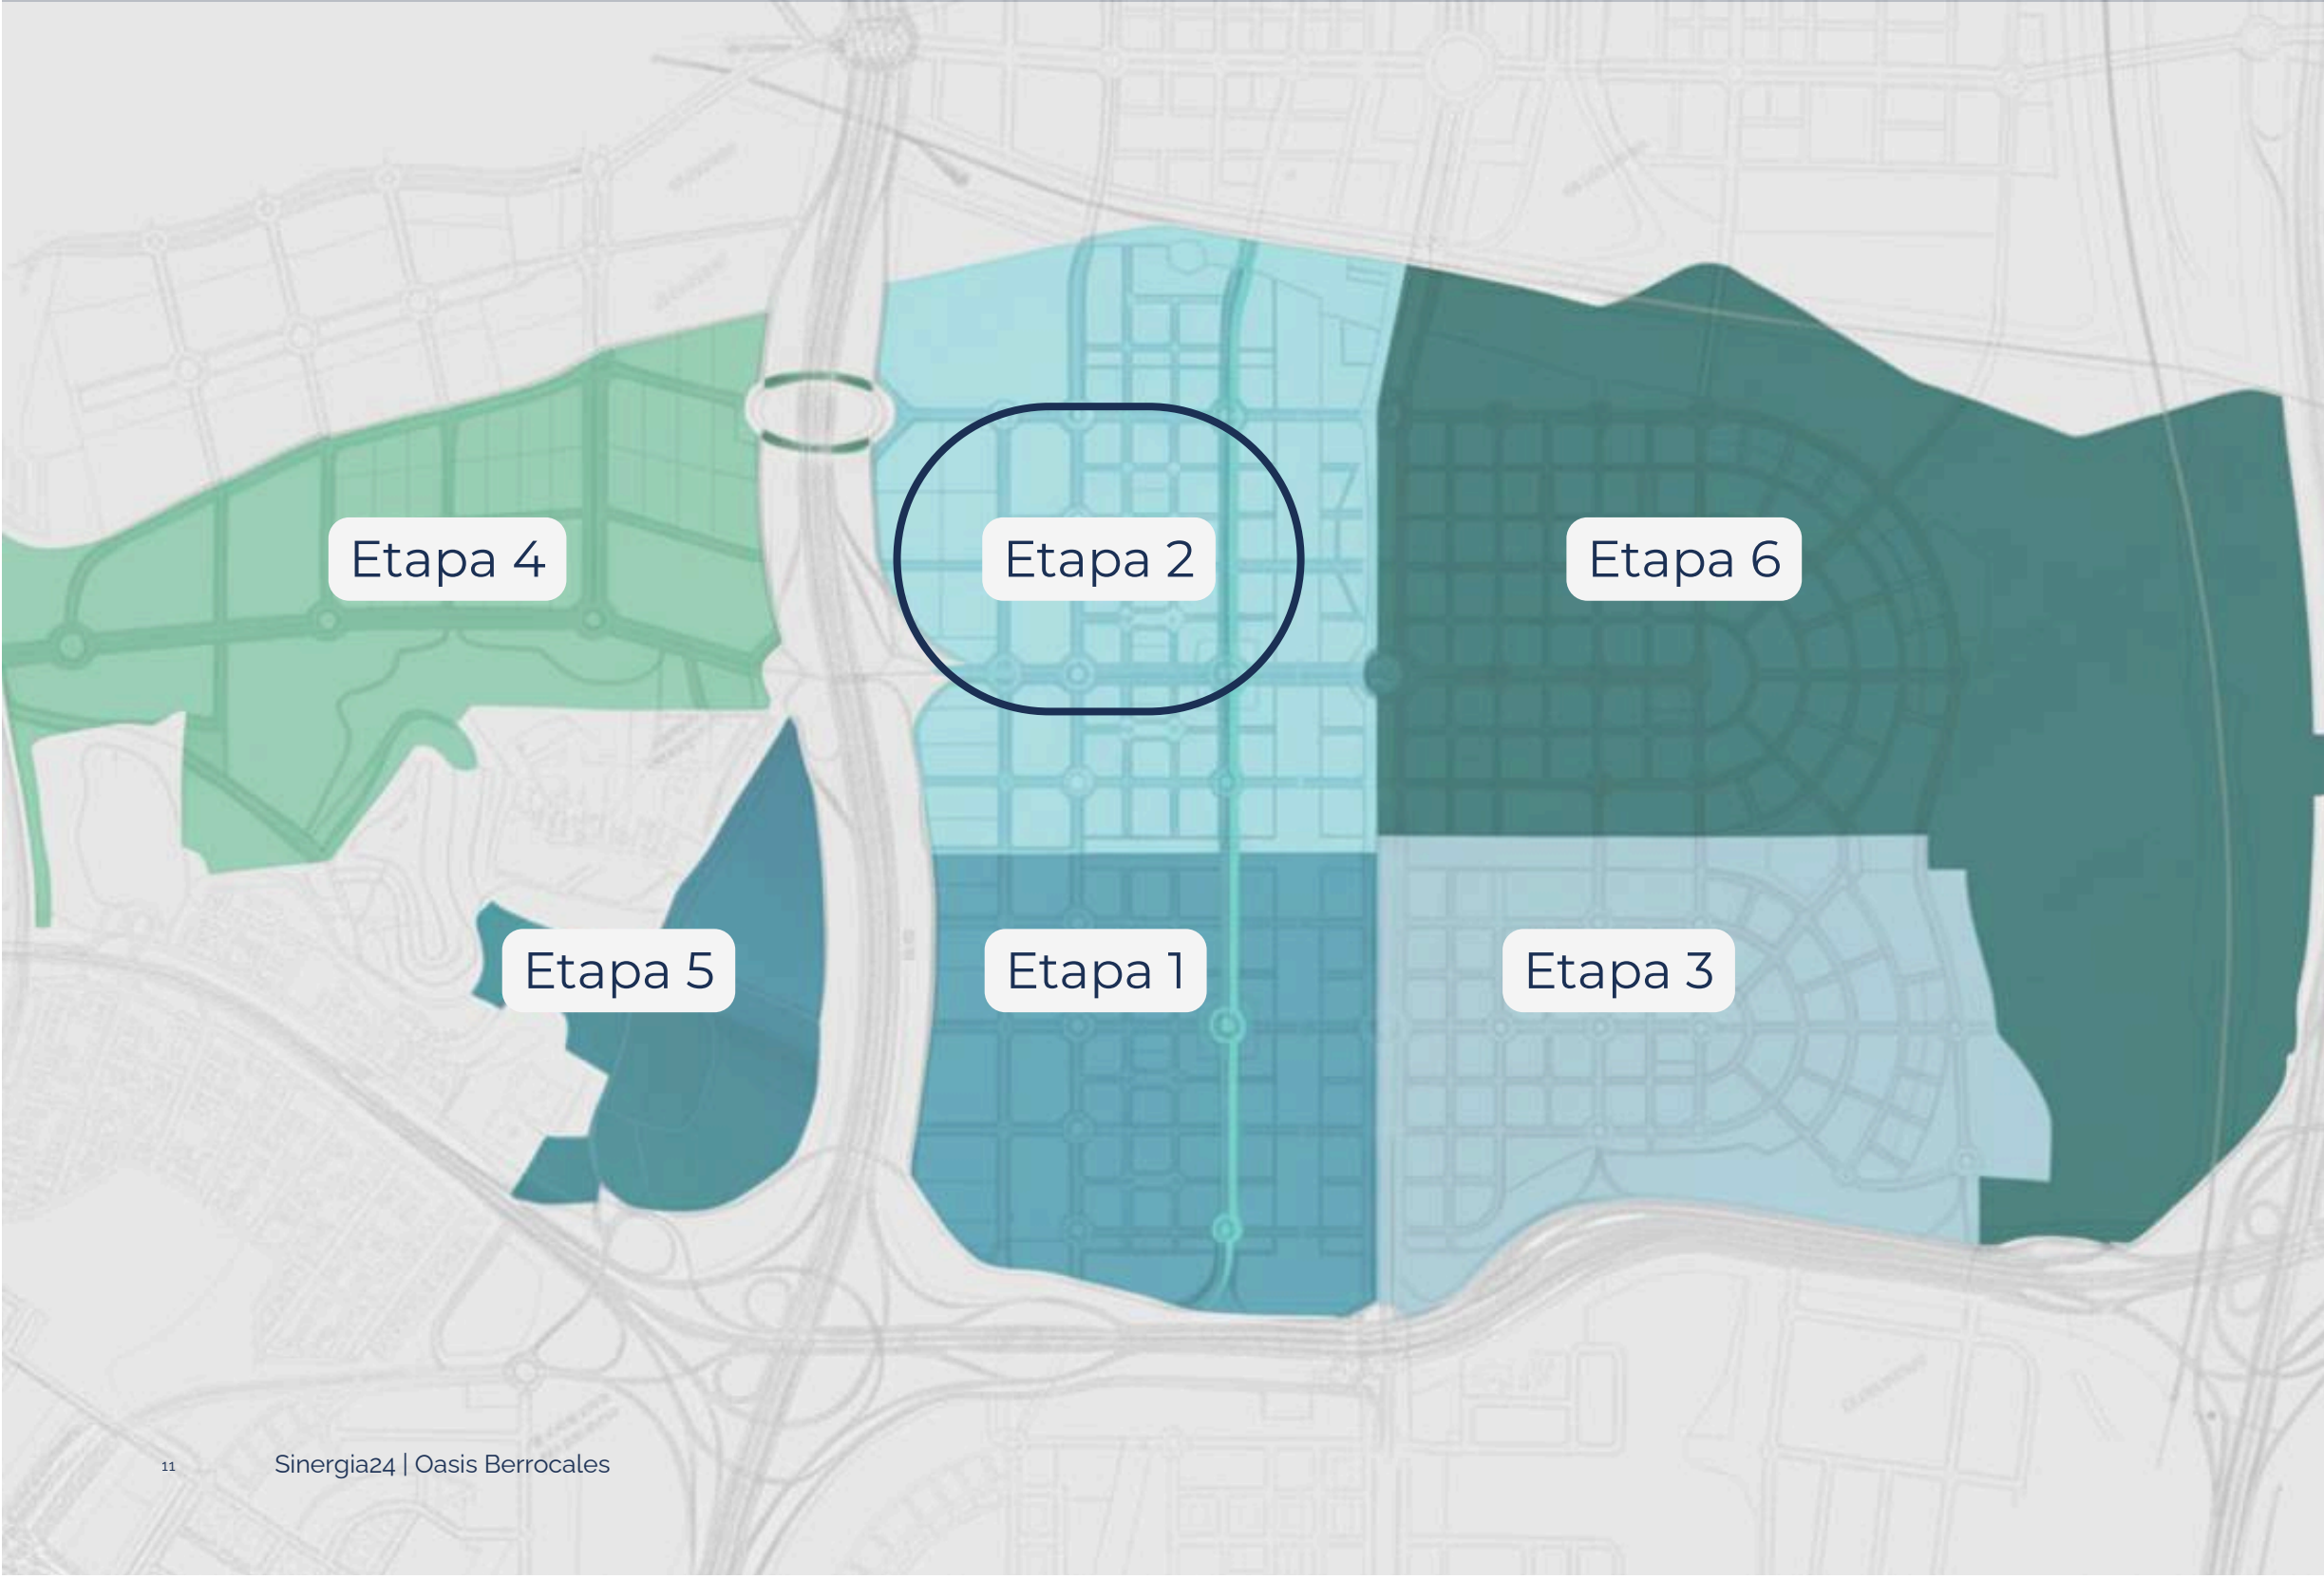 Etapa 4
Etapa 2
Etapa 6
Etapa 5
Etapa 1
Etapa 3
11
Sinergia24 | Oasis Berrocales